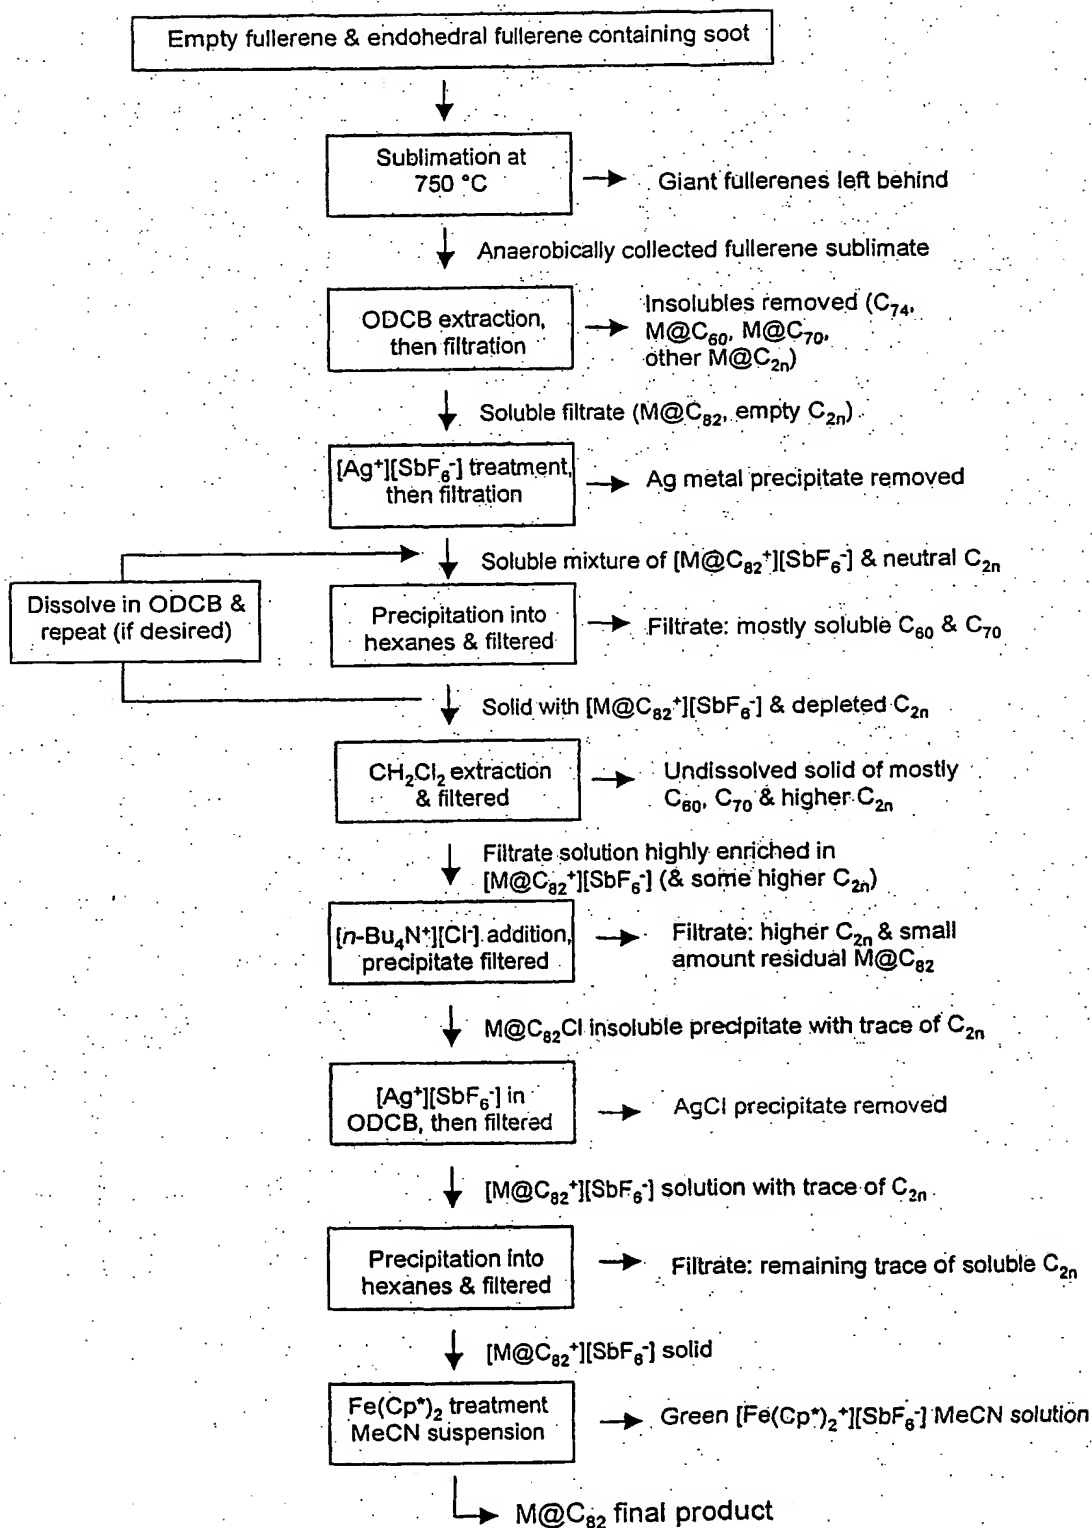 Empty fullerene & endohedral fullerene containing soot
Sublimation at
750 °C
Giant fullerenes left behind
Anaerobically collected fullerene sublimate
ODCB extraction,
then filtration
Insolubles removed (C₇₄,
M@C₆₀, M@C₇₀,
other M@C₂ₙ)
Soluble filtrate (M@C₈₂, empty C₂ₙ)
[Ag⁺][SbF₆⁻] treatment,
then filtration
Ag metal precipitate removed
Soluble mixture of [M@C₈₂⁺][SbF₆⁻] & neutral C₂ₙ
Dissolve in ODCB &
repeat (if desired)
Precipitation into
hexanes & filtered
Filtrate: mostly soluble C₆₀ & C₇₀
Solid with [M@C₈₂⁺][SbF₆⁻] & depleted C₂ₙ
CH₂Cl₂ extraction
& filtered
Undissolved solid of mostly
C₆₀, C₇₀ & higher C₂ₙ
Filtrate solution highly enriched in
[M@C₈₂⁺][SbF₆⁻] (& some higher C₂ₙ)
[n-Bu₄N⁺][Cl⁻] addition,
precipitate filtered
Filtrate: higher C₂ₙ & small
amount residual M@C₈₂
M@C₈₂Cl insoluble precipitate with trace of C₂ₙ
[Ag⁺][SbF₆⁻] in
ODCB, then filtered
AgCl precipitate removed
[M@C₈₂⁺][SbF₆⁻] solution with trace of C₂ₙ
Precipitation into
hexanes & filtered
Filtrate: remaining trace of soluble C₂ₙ
[M@C₈₂⁺][SbF₆⁻] solid
Fe(Cp*)₂ treatment
MeCN suspension
Green [Fe(Cp*)₂⁺][SbF₆⁻] MeCN solution
M@C₈₂ final product